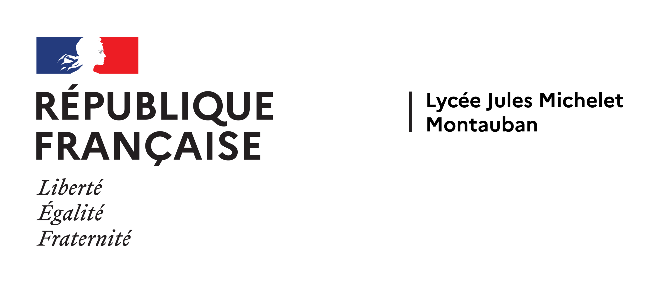 RÉPUBLIQUE
FRANÇAISE
Liberté
Égalité
Fraternité
Lycée Jules Michelet
Montauban